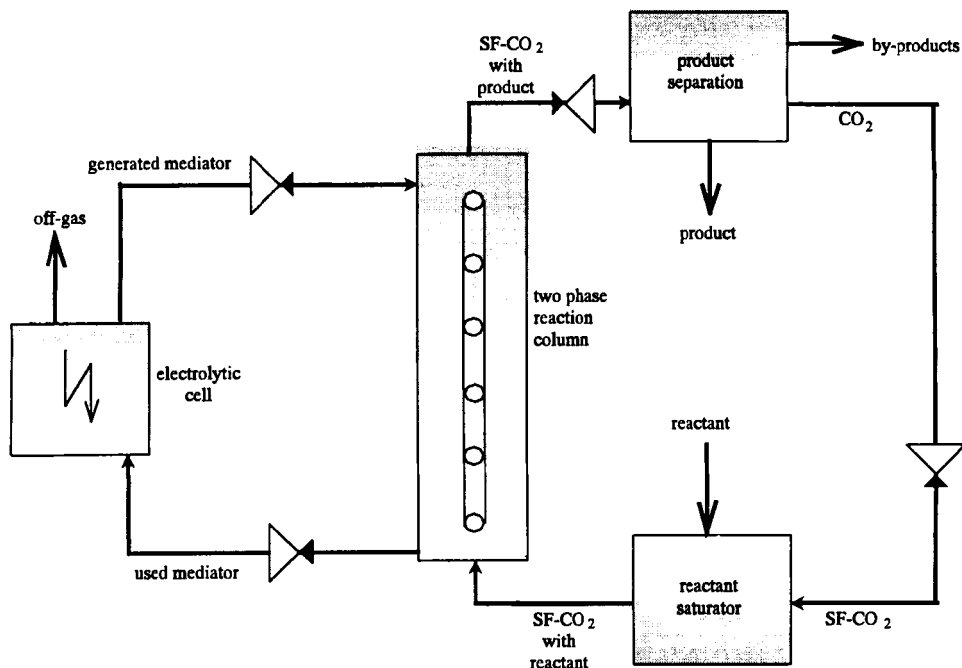 SF-CO2
with
product
product
separation
by-products
CO2
generated mediator
off-gas
product
two phase
reaction
column
electrolytic
cell
reactant
used mediator
reactant
saturator
SF-CO2
with
reactant
SF-CO2